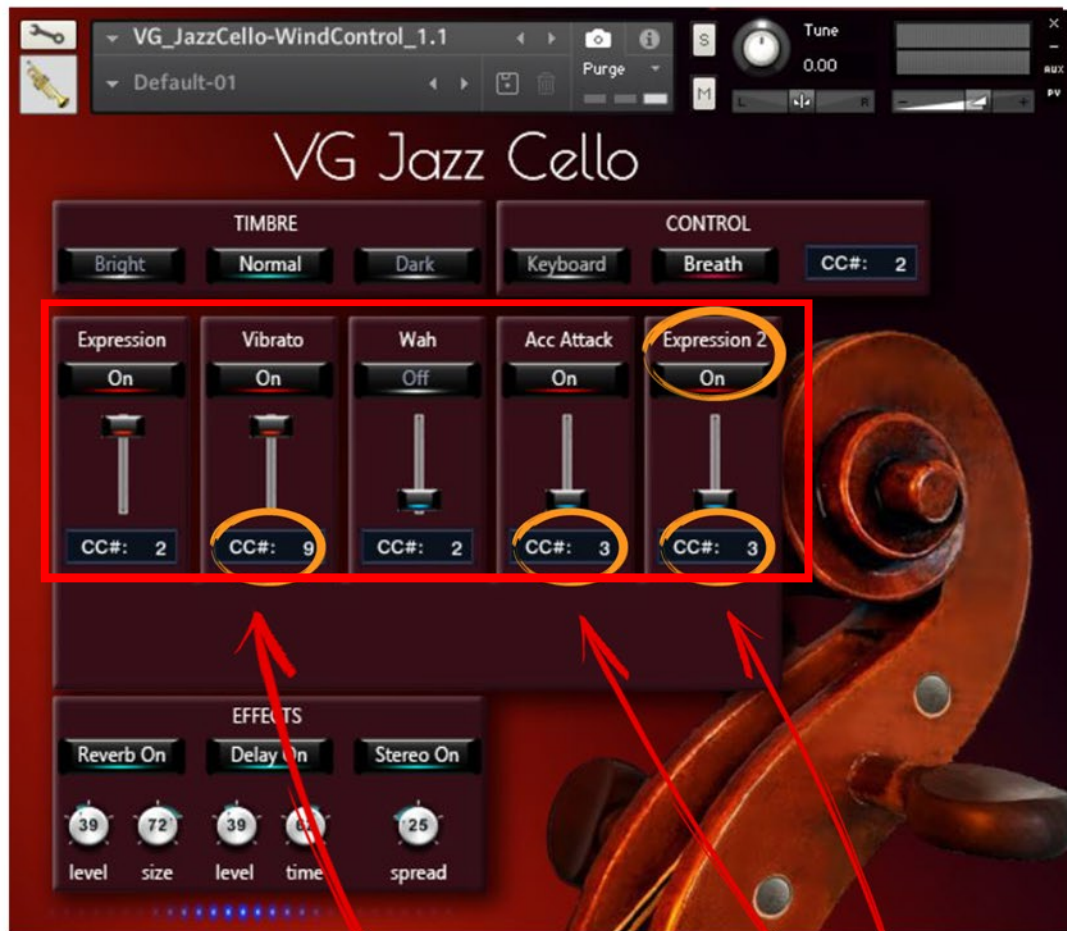 VG_JazzCello-WindControl_1.1
S
Tune
0.00
Default-01
Purge
M
L
R
-
+
×
-
AUX
PV
VG Jazz Cello
TIMBRE
CONTROL
Bright
Normal
Dark
Keyboard
Breath
CC#: 2
Expression
Vibrato
Wah
Acc Attack
Expression 2
On
On
Off
On
On
CC#: 2
CC#: 9
CC#: 2
CC#: 3
CC#: 3
EFFECTS
Reverb On
Delay On
Stereo On
39
72
39
25
level
size
level
time
spread